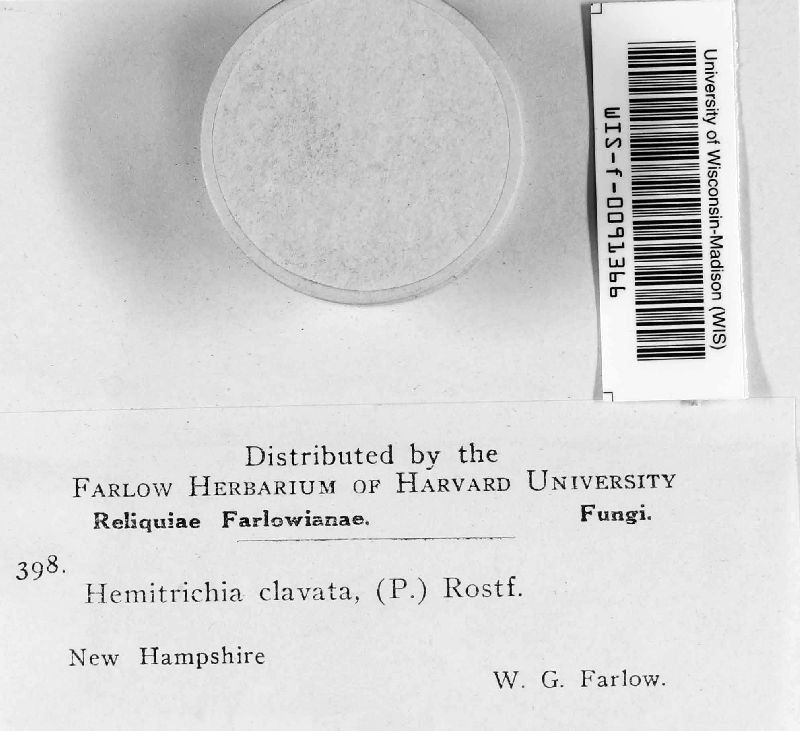 University of Wisconsin-Madison (WIS)
WIS-f-0091366
Distributed by the
FARLOW HERBARIUM OF HARVARD UNIVERSITY
Reliquiae Farlowianae. Fungi.
398.
Hemitrichia clavata, (P.) Rostf.
New Hampshire
W. G. Farlow.